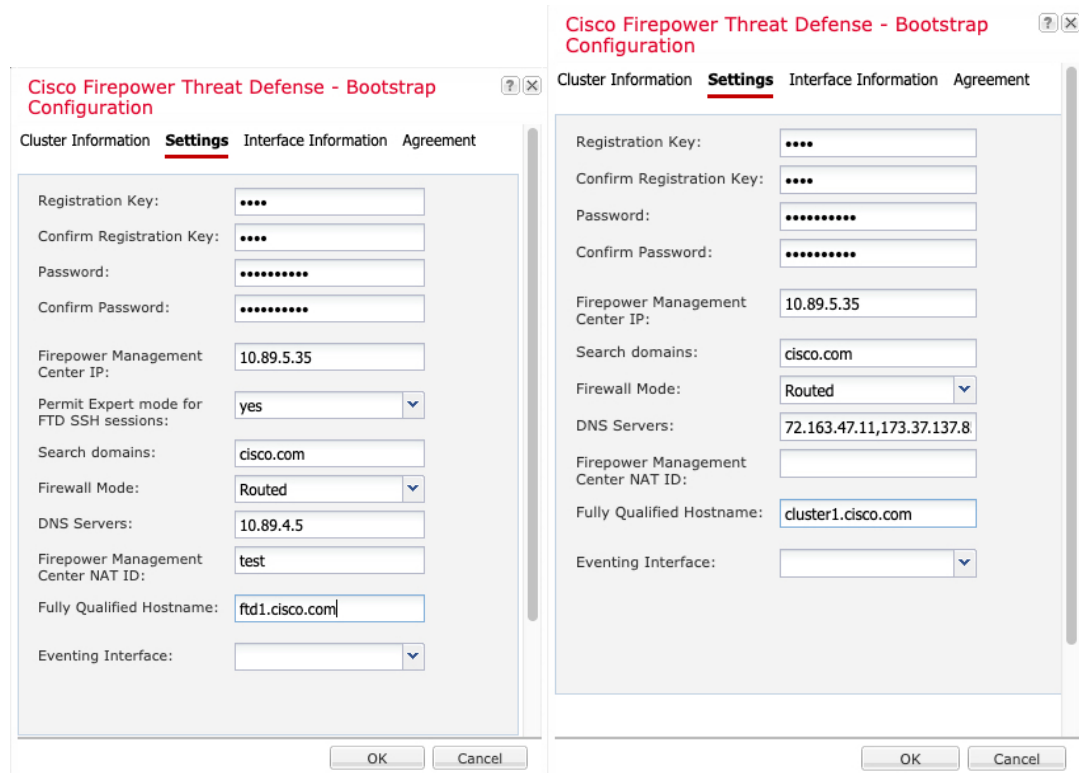 Cisco Firepower Threat Defense - Bootstrap
Configuration
Cluster Information Settings Interface Information Agreement
Registration Key: ••••
Confirm Registration Key: ••••
Password: ••••••••••
Confirm Password: ••••••••••
Firepower Management
Center IP: 10.89.5.35
Permit Expert mode for
FTD SSH sessions: yes
Search domains: cisco.com
Firewall Mode: Routed
DNS Servers: 10.89.4.5
Firepower Management
Center NAT ID: test
Fully Qualified Hostname: ftd1.cisco.com
Eventing Interface:
OK Cancel
Cisco Firepower Threat Defense - Bootstrap
Configuration
Cluster Information Settings Interface Information Agreement
Registration Key: ••••
Confirm Registration Key: ••••
Password: ••••••••••
Confirm Password: ••••••••••
Firepower Management
Center IP: 10.89.5.35
Search domains: cisco.com
Firewall Mode: Routed
DNS Servers: 72.163.47.11,173.37.137.8
Firepower Management
Center NAT ID:
Fully Qualified Hostname: cluster1.cisco.com
Eventing Interface:
OK Cancel